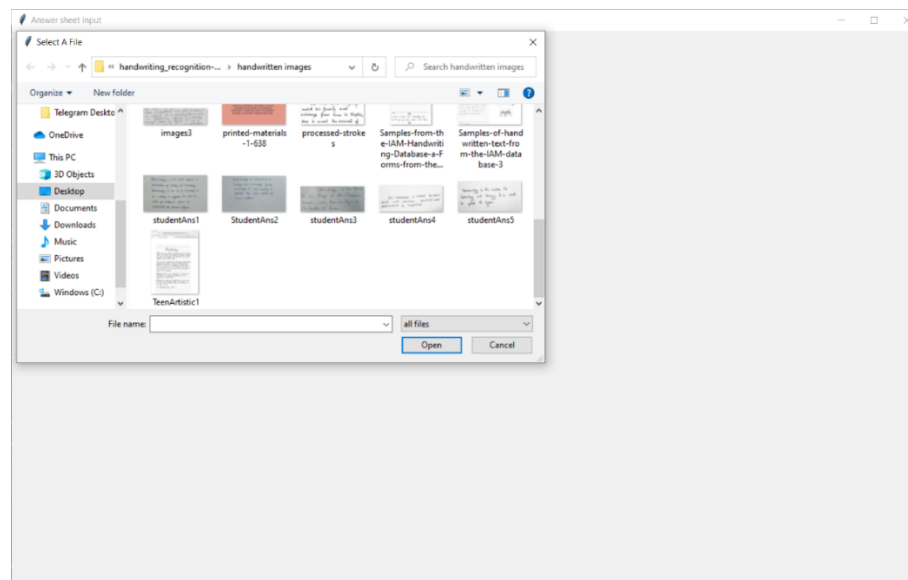 Answer sheet input
Select A File
« handwriting_recognition-... › handwritten images
Search handwritten images
Organize
New folder
Telegram Deskto
OneDrive
This PC
3D Objects
Desktop
Documents
Downloads
Music
Pictures
Videos
Windows (C:)
images3
printed-materials
-1-638
processed-stroke
s
Samples-from-th
e-IAM-Handwriti
ng-Database-a-F
orms-from-the...
Samples-of-hand
written-text-fro
m-the-IAM-data
base-3
studentAns1
StudentAns2
studentAns3
studentAns4
studentAns5
TeenArtistic1
File name:
all files
Open
Cancel